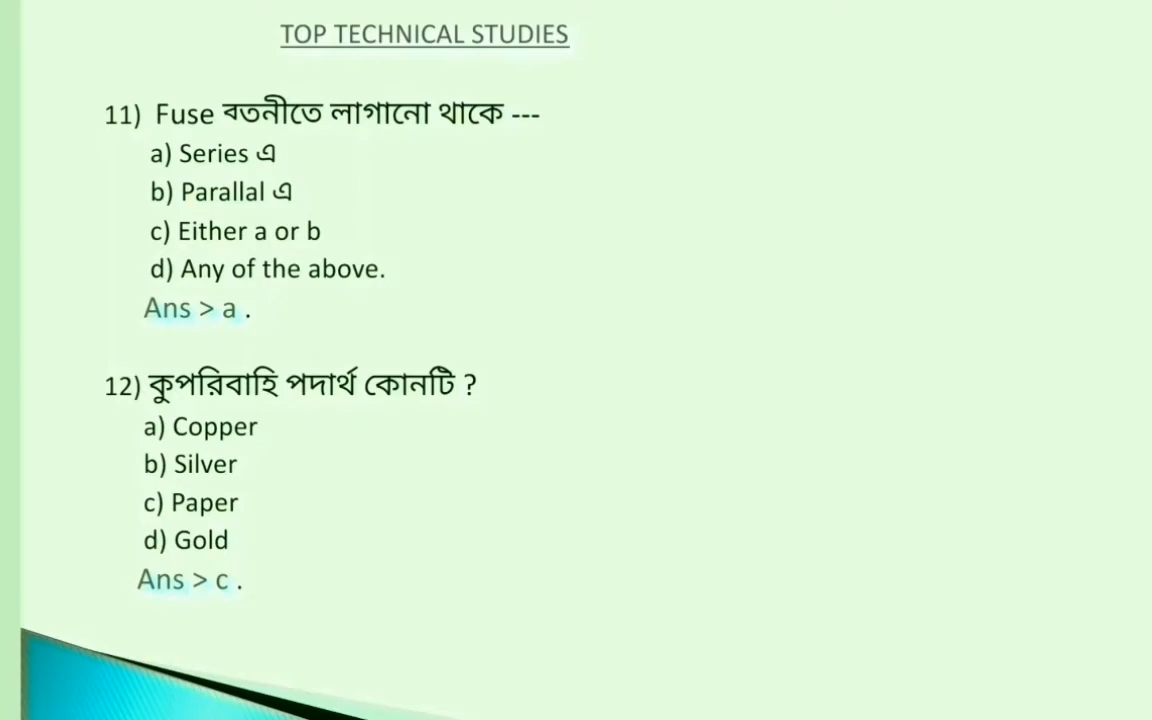 TOP TECHNICAL STUDIES
11) Fuse বতনীতে লাগানো থাকে ---
a) Series এ
b) Parallal এ
c) Either a or b
d) Any of the above.
Ans > a .
12) কুপরিবাহি পদার্থ কোনটি ?
a) Copper
b) Silver
c) Paper
d) Gold
Ans > c .